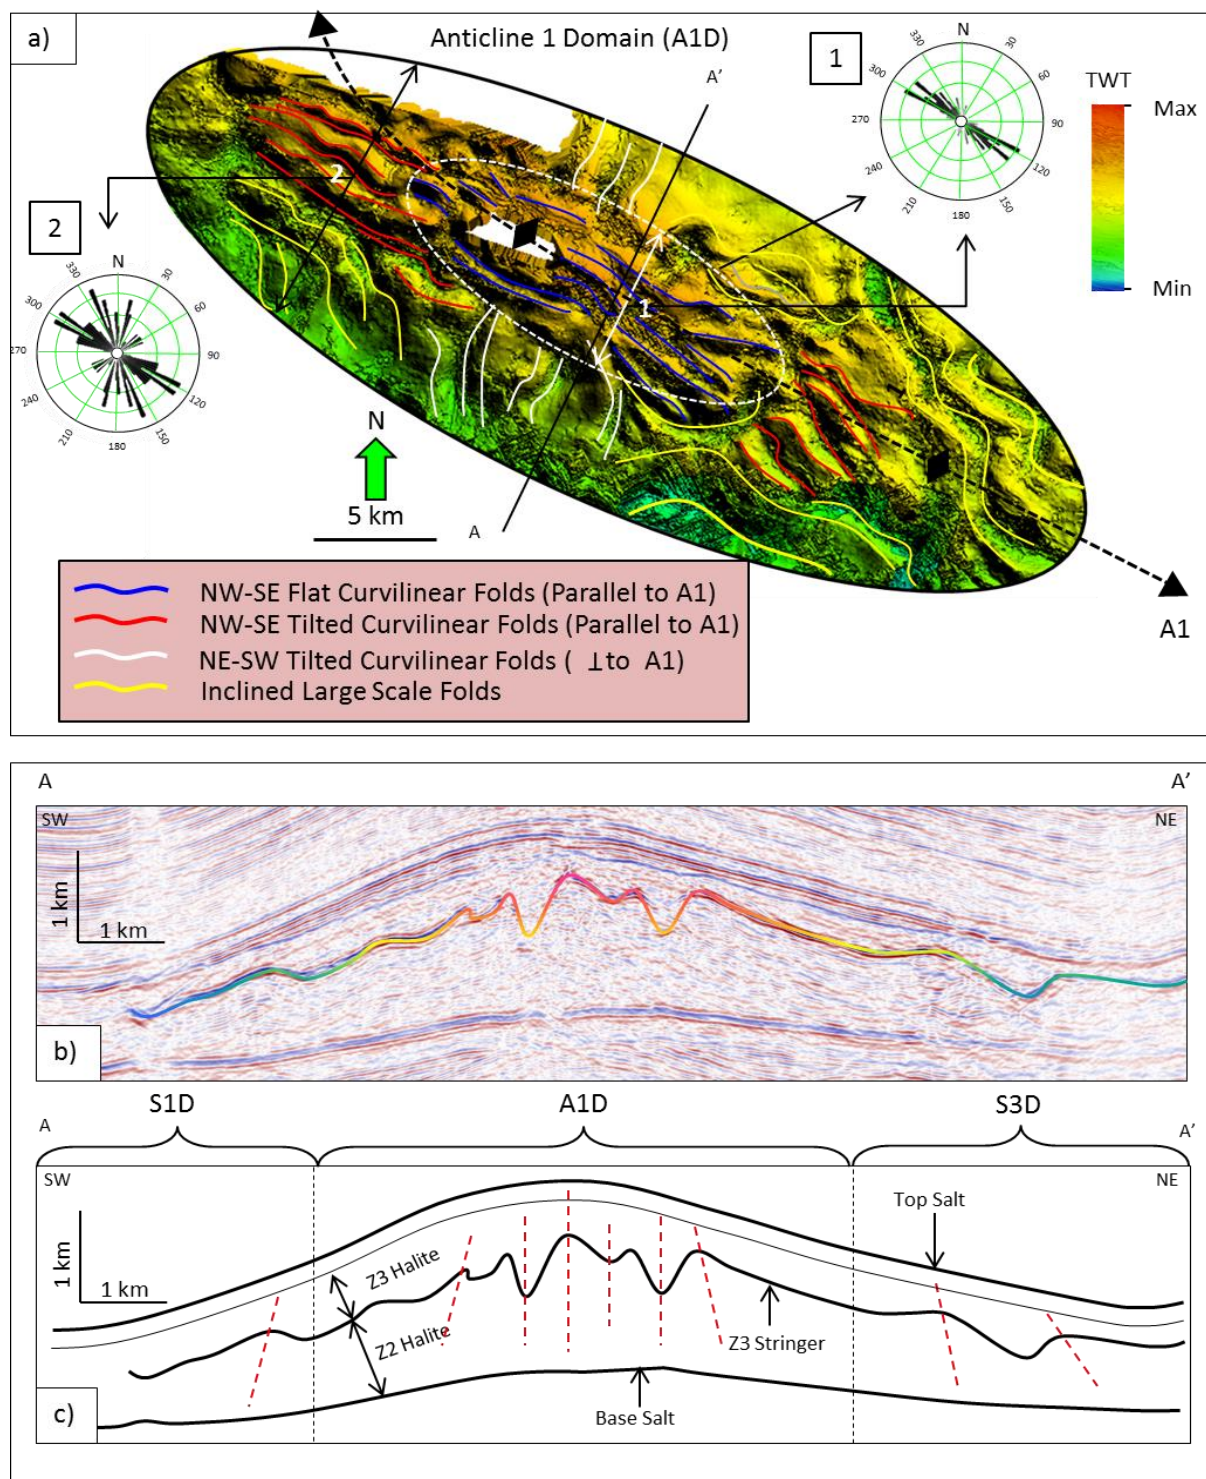 a)
Anticline 1 Domain (A1D)
A'
1
N
30
60
90
120
150
180
210
240
270
300
330
TWT
Max
Min
2
1
2
N
30
60
90
120
150
180
210
240
270
300
330
N
5 km
A
A1
NW-SE Flat Curvilinear Folds (Parallel to A1)
NW-SE Tilted Curvilinear Folds (Parallel to A1)
NE-SW Tilted Curvilinear Folds ( ⊥to A1)
Inclined Large Scale Folds
A
A'
SW
NE
1 km
1 km
b)
S1D
A1D
S3D
A
A'
SW
NE
1 km
1 km
Z3 Halite
Z2 Halite
Top Salt
Z3 Stringer
Base Salt
c)